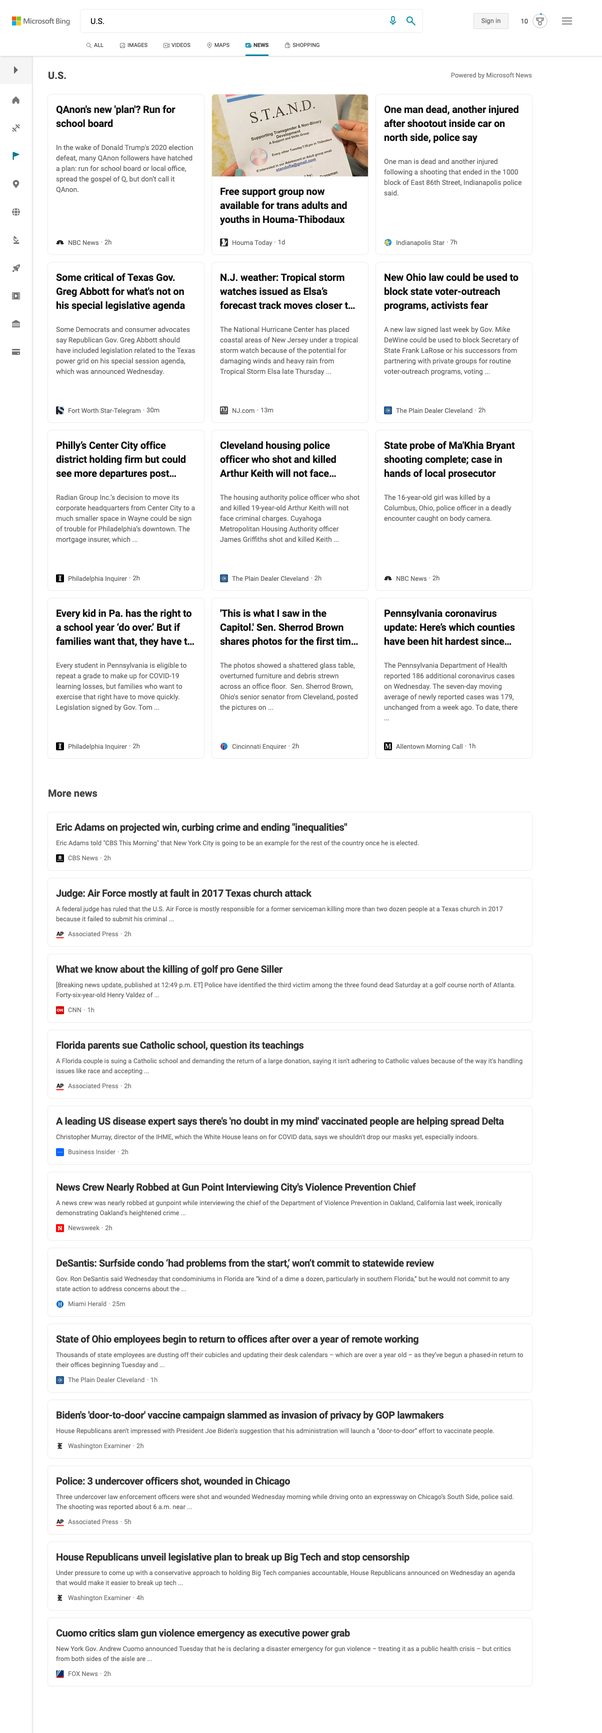 Microsoft Bing
U.S.
Sign in
10
ALL
IMAGES
VIDEOS
MAPS
NEWS
SHOPPING
U.S.
Powered by Microsoft News
QAnon's new 'plan'? Run for
school board
In the wake of Donald Trump's 2020 election
defeat, many QAnon followers have hatched
a plan: run for school board or local office,
spread the gospel of Q, but don't call it
QAnon.
NBC News · 2h
S.T.A.N.D.
Supporting Transgender & Non-Binary
Free support group now
available for trans adults and
youths in Houma-Thibodaux
Houma Today · 1d
One man dead, another injured
after shootout inside car on
north side, police say
One man is dead and another injured
following a shooting that ended in the 1000
block of East 86th Street, Indianapolis police
said.
Indianapolis Star · 7h
Some critical of Texas Gov.
Greg Abbott for what's not on
his special legislative agenda
Some Democrats and consumer advocates
say Republican Gov. Greg Abbott should
have included legislation related to the Texas
power grid on his special session agenda,
which was announced Wednesday.
Fort Worth Star-Telegram · 30m
N.J. weather: Tropical storm
watches issued as Elsa's
forecast track moves closer t...
The National Hurricane Center has placed
coastal areas of New Jersey under a tropical
storm watch because of the potential for
damaging winds and heavy rain from
Tropical Storm Elsa late Thursday ...
NJ.com · 13m
New Ohio law could be used to
block state voter-outreach
programs, activists fear
A new law signed last week by Gov. Mike
DeWine could be used to block Secretary of
State Frank LaRose or his successors from
partnering with private groups for routine
voter-outreach programs, voting ...
The Plain Dealer Cleveland · 2h
Philly's Center City office
district holding firm but could
see more departures post...
Radian Group Inc.'s decision to move its
corporate headquarters from Center City to a
much smaller space in Wayne could be sign
of trouble for Philadelphia's downtown. The
mortgage insurer, which ...
Philadelphia Inquirer · 2h
Cleveland housing police
officer who shot and killed
Arthur Keith will not face...
The housing authority police officer who shot
and killed 19-year-old Arthur Keith will not
face criminal charges. Cuyahoga
Metropolitan Housing Authority officer
James Griffiths shot and killed Keith ...
The Plain Dealer Cleveland · 2h
State probe of Ma'Khia Bryant
shooting complete; case in
hands of local prosecutor
The 16-year-old girl was killed by a
Columbus, Ohio, police officer in a deadly
encounter caught on body camera.
NBC News · 2h
Every kid in Pa. has the right to
a school year 'do over.' But if
families want that, they have t...
Every student in Pennsylvania is eligible to
repeat a grade to make up for COVID-19
learning losses, but families who want to
exercise that right have to move quickly.
Legislation signed by Gov. Tom ...
Philadelphia Inquirer · 2h
'This is what I saw in the
Capitol.' Sen. Sherrod Brown
shares photos for the first tim...
The photos showed a shattered glass table,
overturned furniture and debris strewn
across an office floor. Sen. Sherrod Brown,
Ohio's senior senator from Cleveland, posted
the pictures on ...
Cincinnati Enquirer · 2h
Pennsylvania coronavirus
update: Here's which counties
have been hit hardest since...
The Pennsylvania Department of Health
reported 186 additional coronavirus cases
on Wednesday. The seven-day moving
average of newly reported cases was 179,
unchanged from a week ago. To date, there
...
Allentown Morning Call · 1h
More news
Eric Adams on projected win, curbing crime and ending "inequalities"
Eric Adams told "CBS This Morning" that New York City is going to be an example for the rest of the country once he is elected.
CBS News · 2h
Judge: Air Force mostly at fault in 2017 Texas church attack
A federal judge has ruled that the U.S. Air Force is mostly responsible for a former serviceman killing more than two dozen people at a Texas church in 2017
because it failed to submit his criminal ...
AP Associated Press · 2h
What we know about the killing of golf pro Gene Siller
[Breaking news update, published at 12:49 p.m. ET] Police have identified the third victim among the three found dead Saturday at a golf course north of Atlanta.
Forty-six-year-old Henry Valdez of ...
CNN · 1h
Florida parents sue Catholic school, question its teachings
A Florida couple is suing a Catholic school and demanding the return of a large donation, saying it isn't adhering to Catholic values because of the way it's handling
issues like race and accepting ...
AP Associated Press · 2h
A leading US disease expert says there's 'no doubt in my mind' vaccinated people are helping spread Delta
Christopher Murray, director of the IHME, which the White House leans on for COVID data, says we shouldn't drop our masks yet, especially indoors.
Business Insider · 2h
News Crew Nearly Robbed at Gun Point Interviewing City's Violence Prevention Chief
A news crew was nearly robbed at gunpoint while interviewing the chief of the Department of Violence Prevention in Oakland, California last week, ironically
demonstrating Oakland's heightened crime ...
N Newsweek · 2h
DeSantis: Surfside condo 'had problems from the start,' won't commit to statewide review
Gov. Ron DeSantis said Wednesday that condominiums in Florida are "kind of a dime a dozen, particularly in southern Florida," but he would not commit to any
state action to address concerns about the ...
Miami Herald · 25m
State of Ohio employees begin to return to offices after over a year of remote working
Thousands of state employees are dusting off their cubicles and updating their desk calendars – which are over a year old – as they've begun a phased-in return to
their offices beginning Tuesday and ...
The Plain Dealer Cleveland · 1h
Biden's 'door-to-door' vaccine campaign slammed as invasion of privacy by GOP lawmakers
House Republicans aren't impressed with President Joe Biden's suggestion that his administration will launch a "door-to-door" effort to vaccinate people.
Washington Examiner · 2h
Police: 3 undercover officers shot, wounded in Chicago
Three undercover law enforcement officers were shot and wounded Wednesday morning while driving onto an expressway on Chicago's South Side, police said.
The shooting was reported about 6 a.m. near ...
AP Associated Press · 5h
House Republicans unveil legislative plan to break up Big Tech and stop censorship
Under pressure to come up with a conservative approach to holding Big Tech companies accountable, House Republicans announced on Wednesday an agenda
that would make it easier to break up tech ...
Washington Examiner · 4h
Cuomo critics slam gun violence emergency as executive power grab
New York Gov. Andrew Cuomo announced Tuesday that he is declaring a disaster emergency for gun violence – treating it as a public health crisis – but critics
from both sides of the aisle are ...
FOX News · 2h